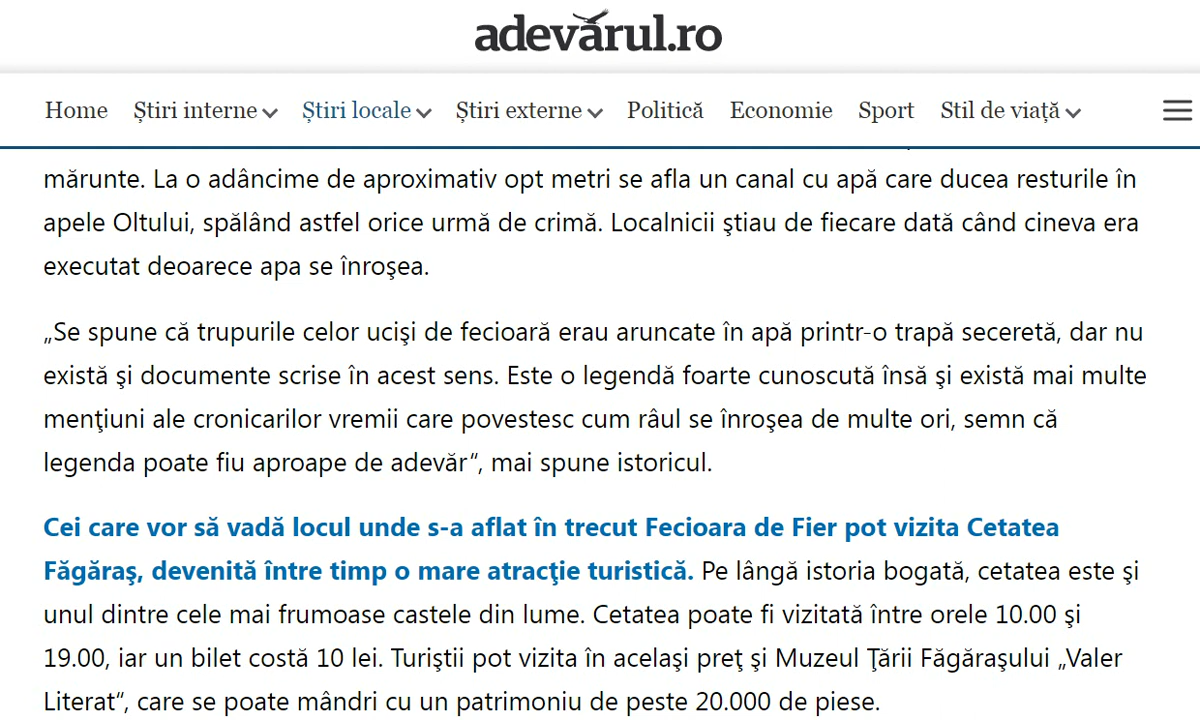 adevărul.ro
Home Știri interne Știri locale Știri externe Politică Economie Sport Stil de viață
mărunte. La o adâncime de aproximativ opt metri se afla un canal cu apă care ducea resturile în
apele Oltului, spălând astfel orice urmă de crimă. Localnicii ştiau de fiecare dată când cineva era
executat deoarece apa se înroşea.
„Se spune că trupurile celor ucişi de fecioară erau aruncate în apă printr-o trapă seceretă, dar nu
există şi documente scrise în acest sens. Este o legendă foarte cunoscută însă şi există mai multe
menţiuni ale cronicarilor vremii care povestesc cum râul se înroşea de multe ori, semn că
legenda poate fiu aproape de adevăr“, mai spune istoricul.
Cei care vor să vadă locul unde s-a aflat în trecut Fecioara de Fier pot vizita Cetatea
Făgăraş, devenită între timp o mare atracţie turistică. Pe lângă istoria bogată, cetatea este şi
unul dintre cele mai frumoase castele din lume. Cetatea poate fi vizitată între orele 10.00 şi
19.00, iar un bilet costă 10 lei. Turiştii pot vizita în acelaşi preţ şi Muzeul Ţării Făgăraşului „Valer
Literat“, care se poate mândri cu un patrimoniu de peste 20.000 de piese.